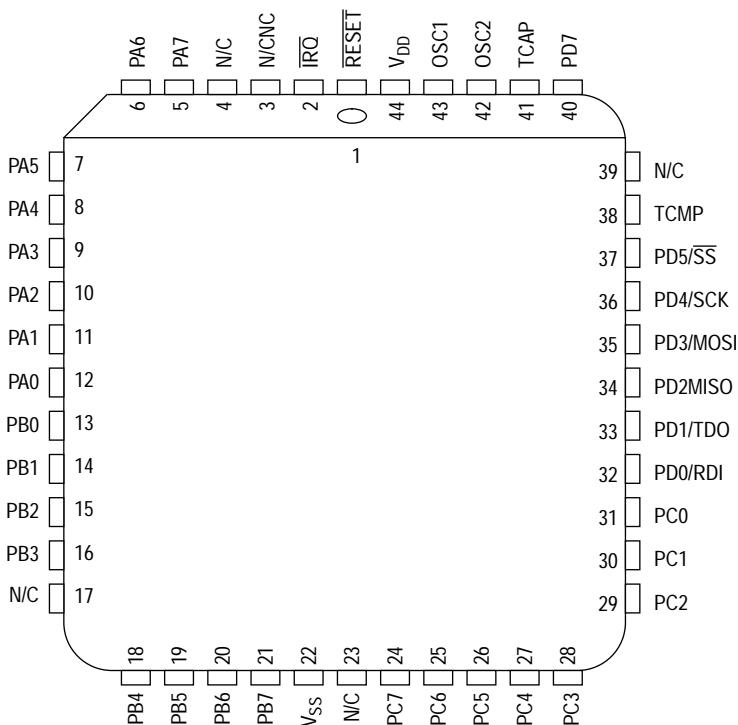 PA6
PA7
N/C
N/CNC
I̅R̅Q̅
R̅E̅S̅E̅T̅
VDD
OSC1
OSC2
TCAP
PD7
6
5
4
3
2
44
43
42
41
40
1
PA5 7
PA4 8
PA3 9
PA2 10
PA1 11
PA0 12
PB0 13
PB1 14
PB2 15
PB3 16
N/C 17
39 N/C
38 TCMP
37 PD5/S̅S̅
36 PD4/SCK
35 PD3/MOSI
34 PD2MISO
33 PD1/TDO
32 PD0/RDI
31 PC0
30 PC1
29 PC2
18
19
20
21
22
23
24
25
26
27
28
PB4
PB5
PB6
PB7
VSS
N/C
PC7
PC6
PC5
PC4
PC3